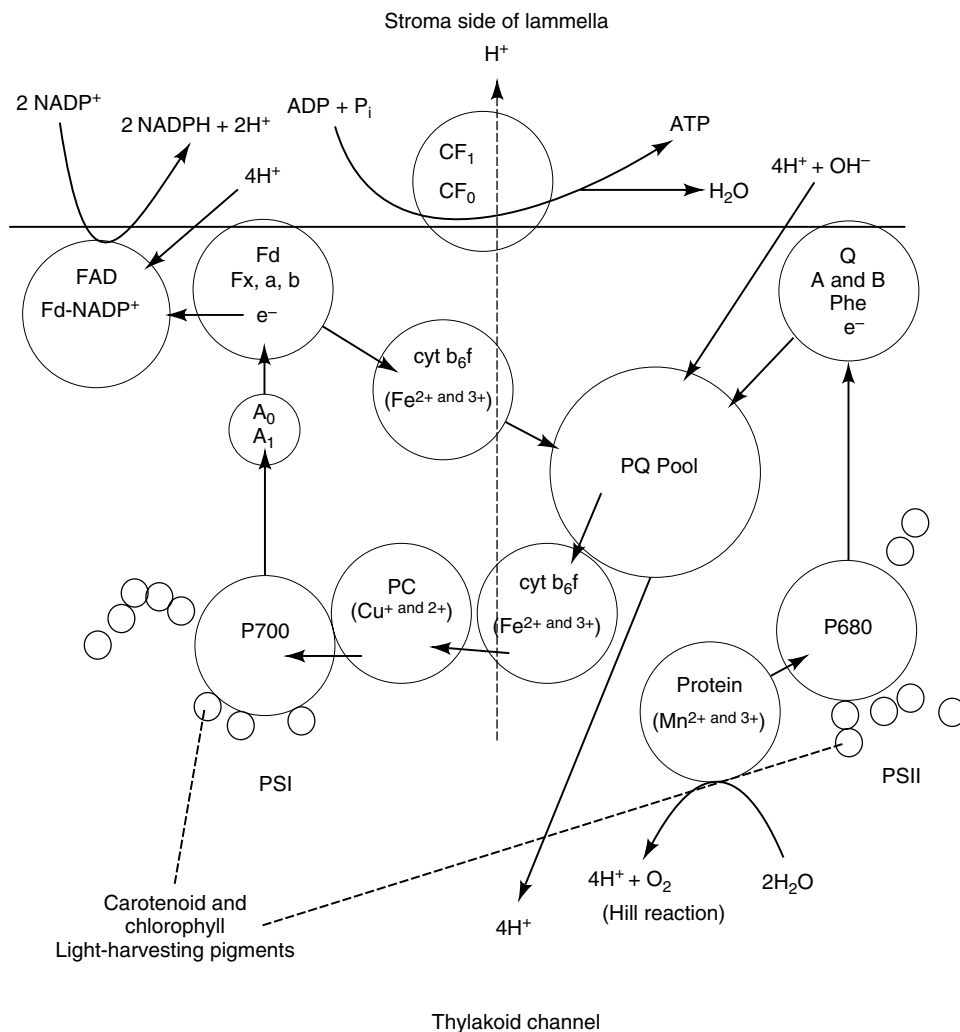 Stroma side of lammella
H⁺
2 NADP⁺
2 NADPH + 2H⁺
4H⁺
ADP + Pᵢ
CF₁
CF₀
ATP
H₂O
4H⁺ + OH⁻
FAD
Fd-NADP⁺
Fd
Fx, a, b
e⁻
cyt b₆f
(Fe²⁺ and ³⁺)
Q
A and B
Phe
e⁻
A₀
A₁
PQ Pool
P700
PC
(Cu⁺ and ²⁺)
cyt b₆f
(Fe²⁺ and ³⁺)
P680
Protein
(Mn²⁺ and ³⁺)
PSI
PSII
Carotenoid and
chlorophyll
Light-harvesting pigments
4H⁺
4H⁺ + O₂
(Hill reaction)
2H₂O
Thylakoid channel